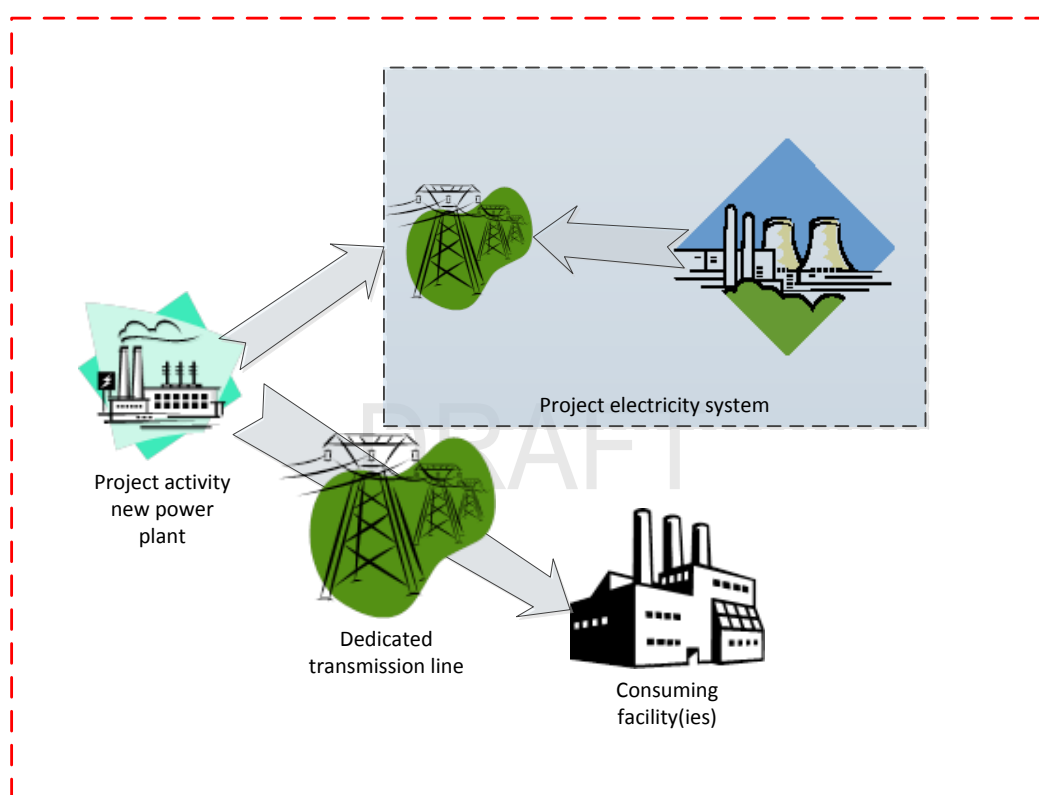 Project electricity system
DRAFT
Project activity
new power
plant
Dedicated
transmission line
Consuming
facility(ies)